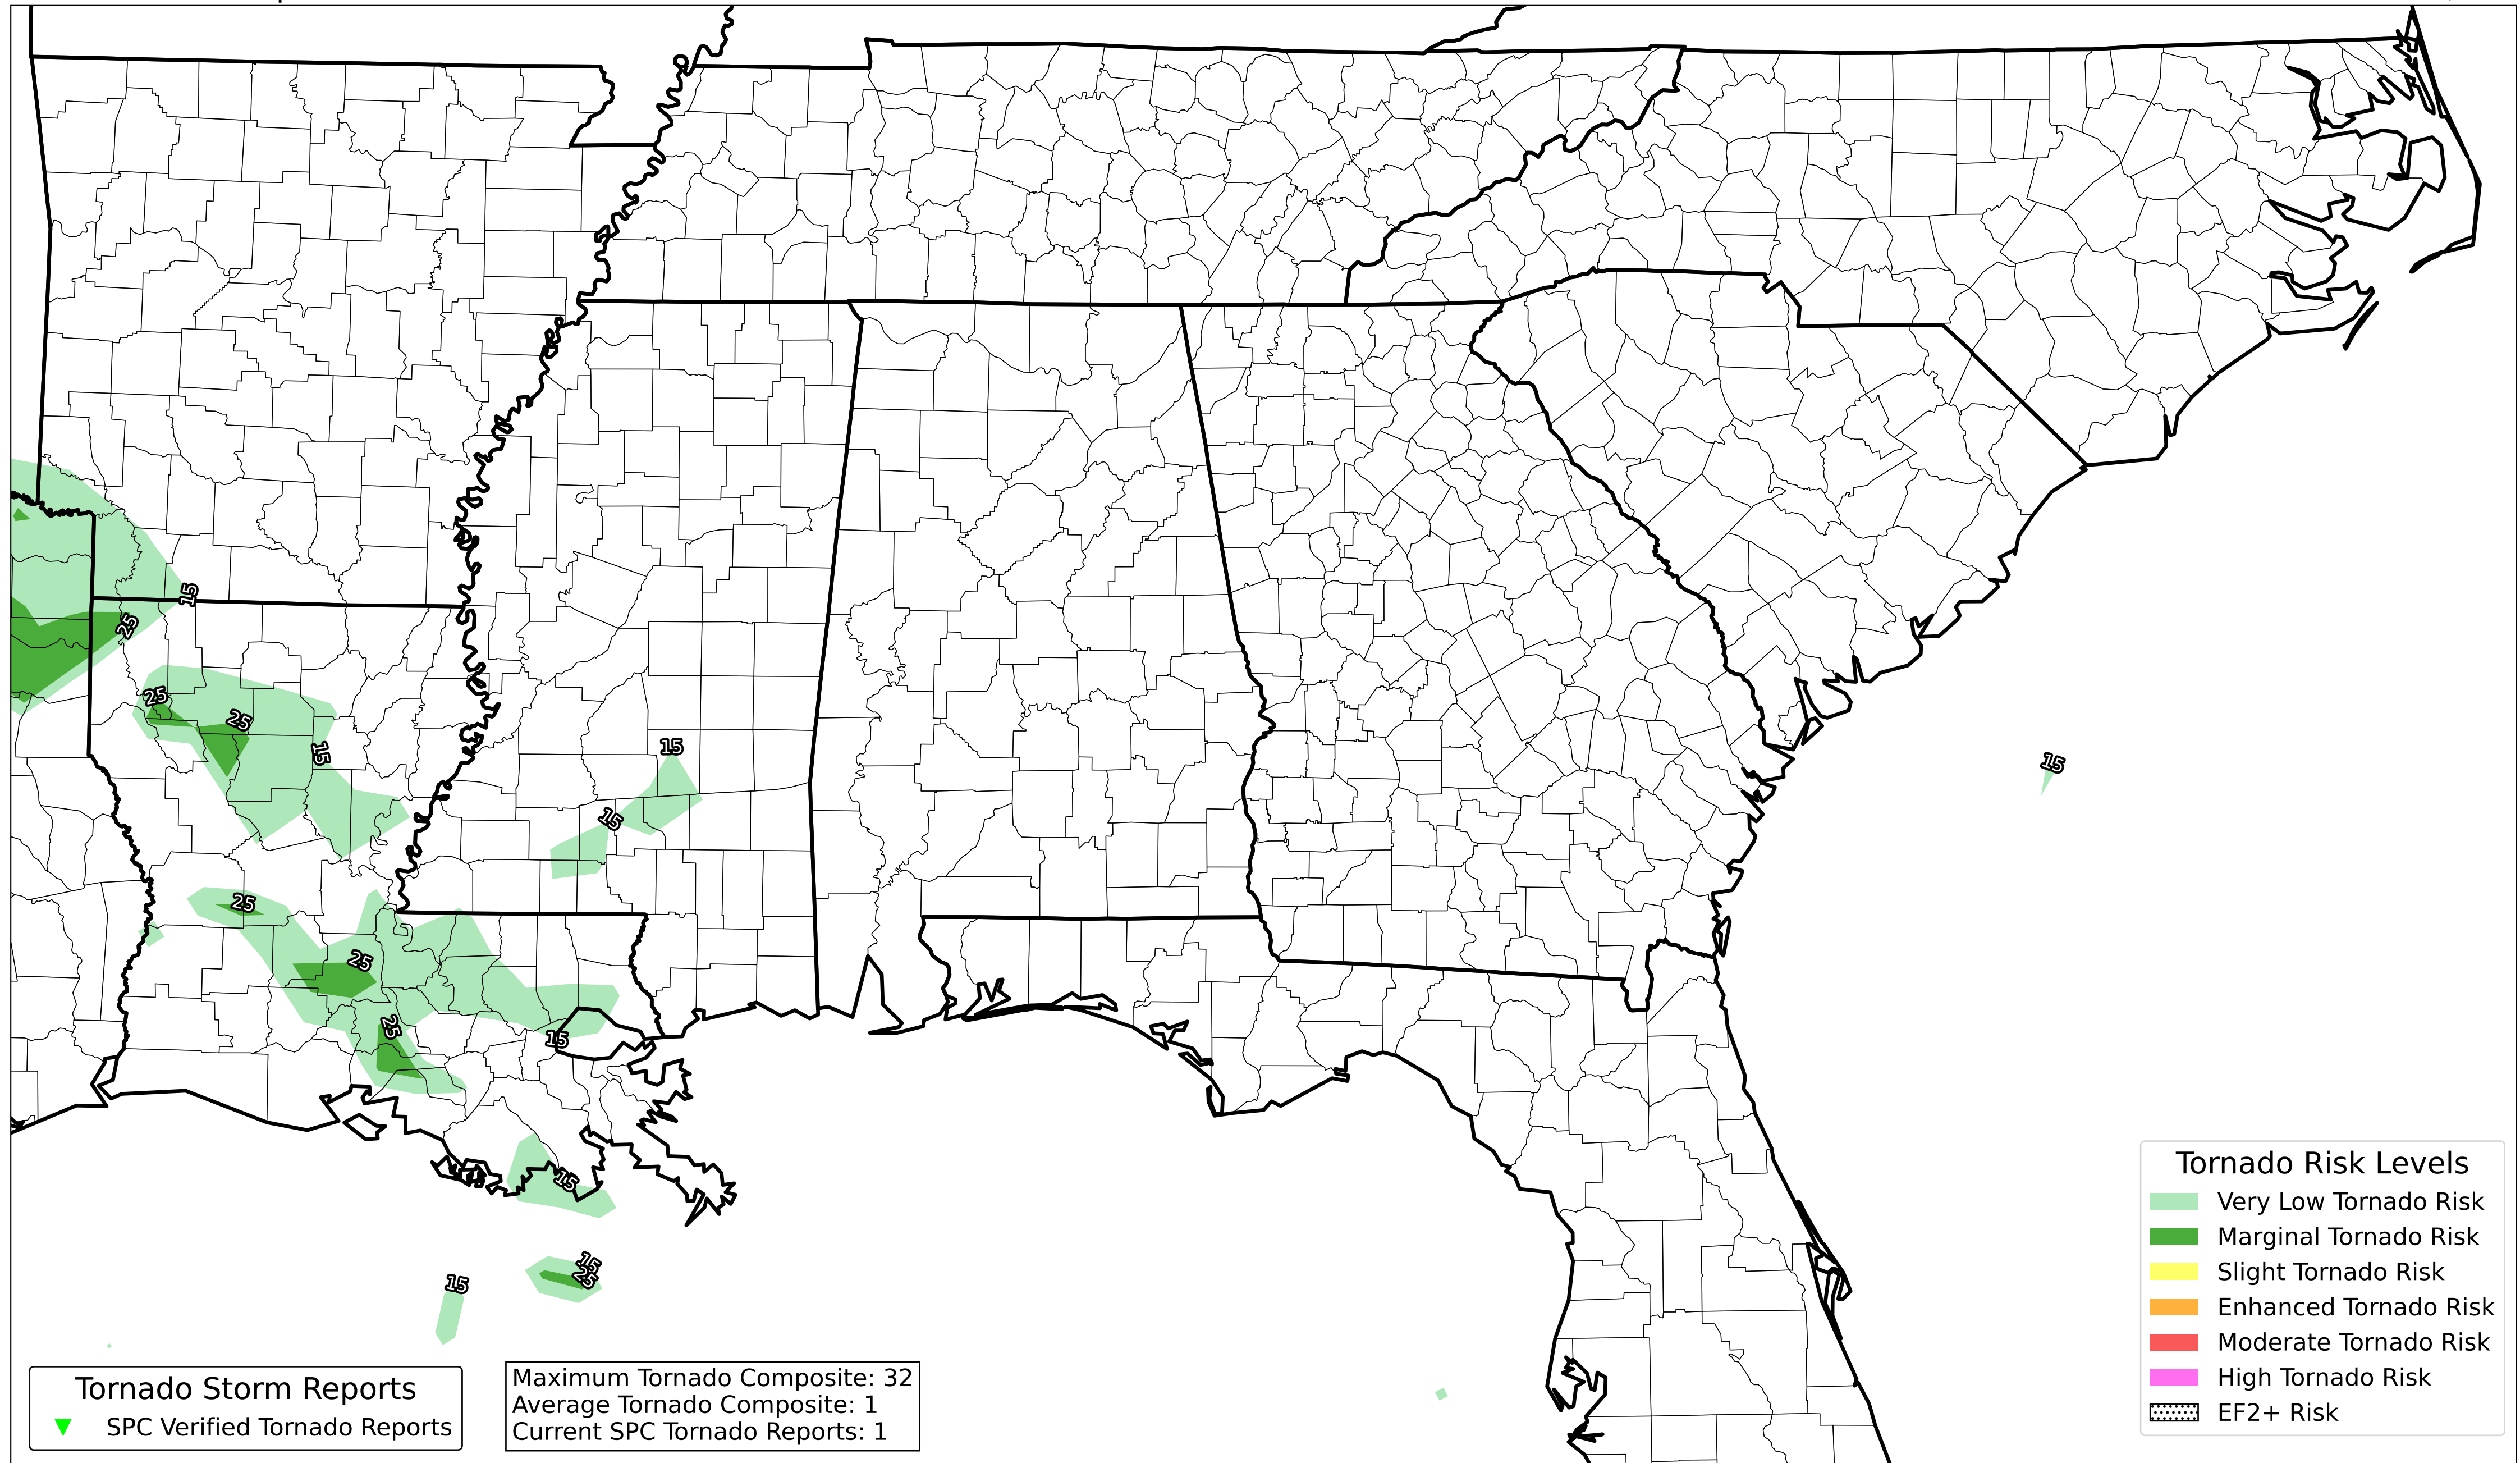 15
25
25
25
15
15
15
15
25
25
25
15
15
15
25
15
Tornado Storm Reports
SPC Verified Tornado Reports
Maximum Tornado Composite: 32
Average Tornado Composite: 1
Current SPC Tornado Reports: 1
Tornado Risk Levels
Very Low Tornado Risk
Marginal Tornado Risk
Slight Tornado Risk
Enhanced Tornado Risk
Moderate Tornado Risk
High Tornado Risk
EF2+ Risk